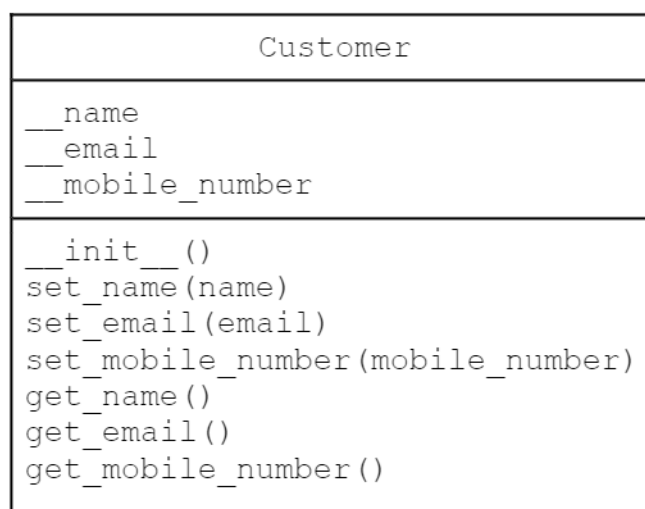 Customer
__name
__email
__mobile_number
__init__()
set_name(name)
set_email(email)
set_mobile_number(mobile_number)
get_name()
get_email()
get_mobile_number()